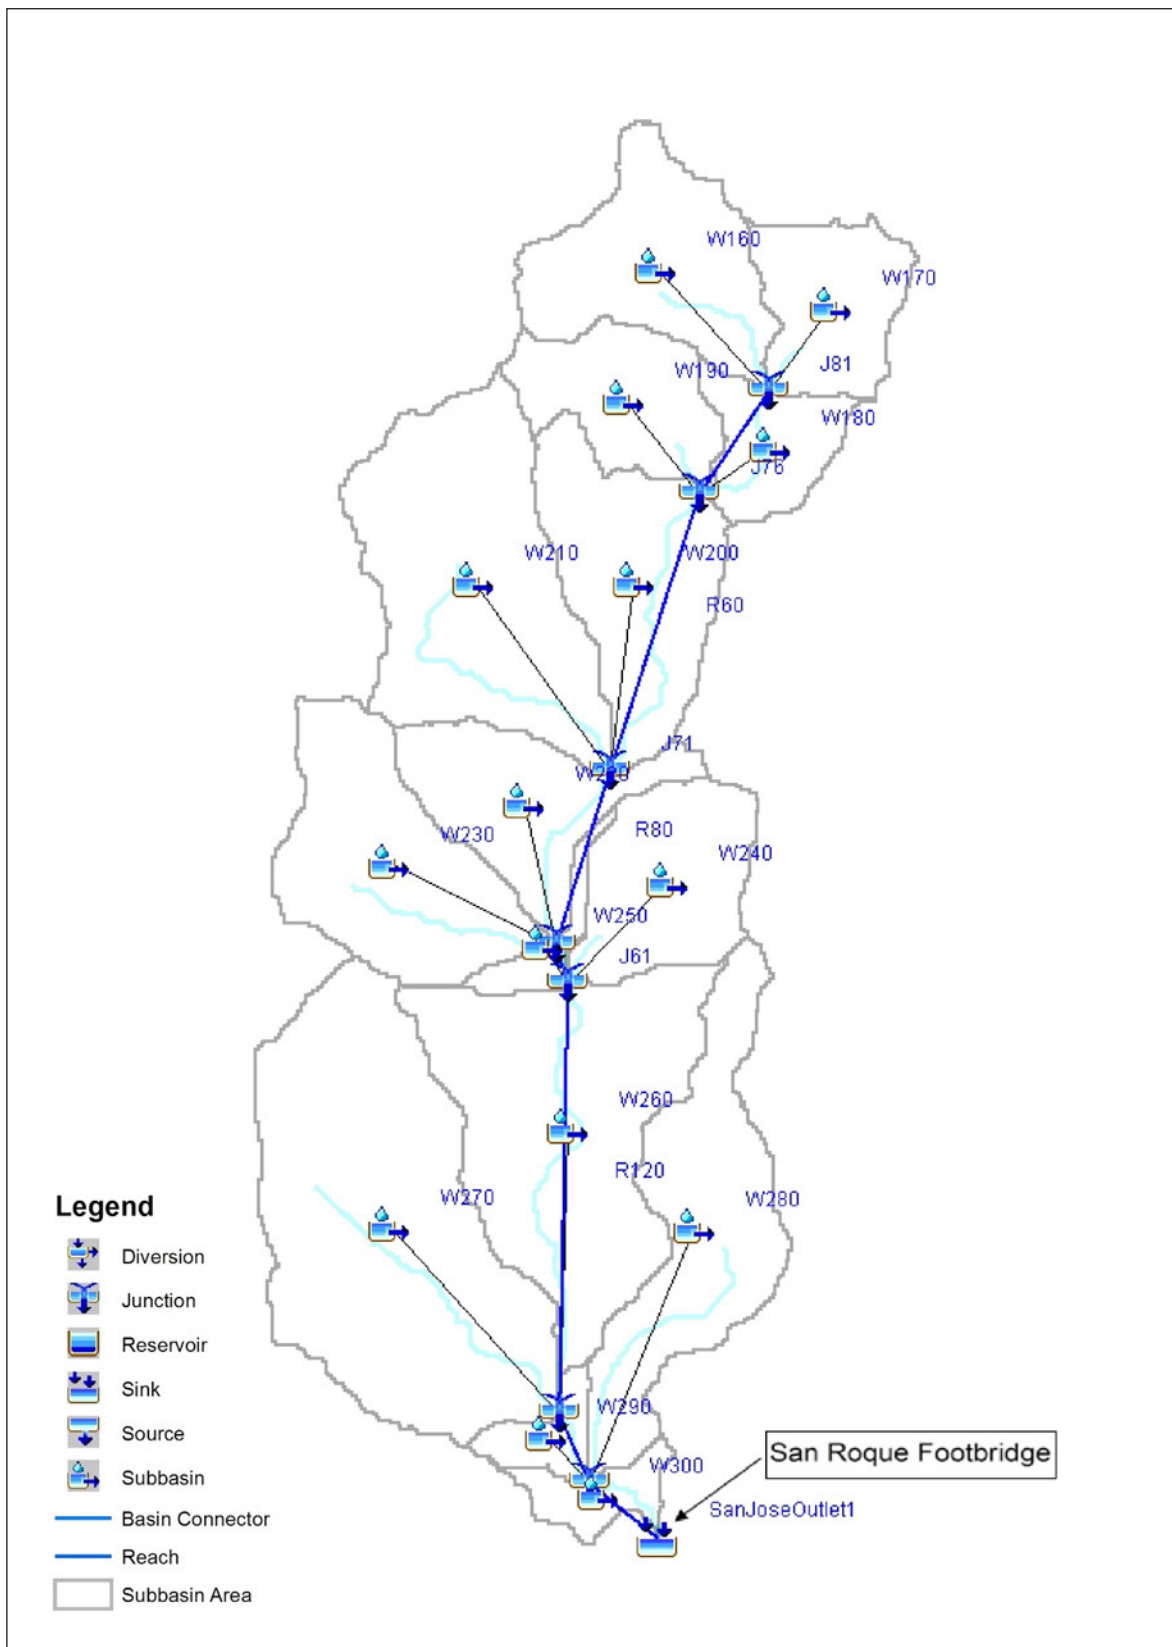 W160
W170
J81
W190
W180
J76
W210
W200
R60
J71
W220
R80
W230
W240
W250
J61
W260
R120
W270
W280
Legend
Diversion
Junction
Reservoir
Sink
Source
Subbasin
Basin Connector
Reach
Subbasin Area
W290
W300
San Roque Footbridge
SanJoseOutlet1